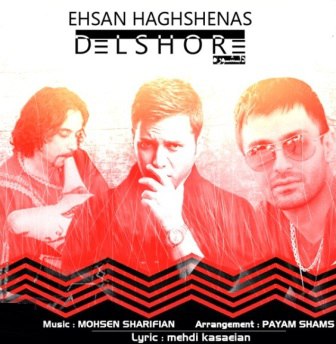 EHSAN HAGHSHENAS
DELSHORE
Music : MOHSEN SHARIFIAN Arrangement : PAYAM SHAMS
Lyric : mehdi kasaeian